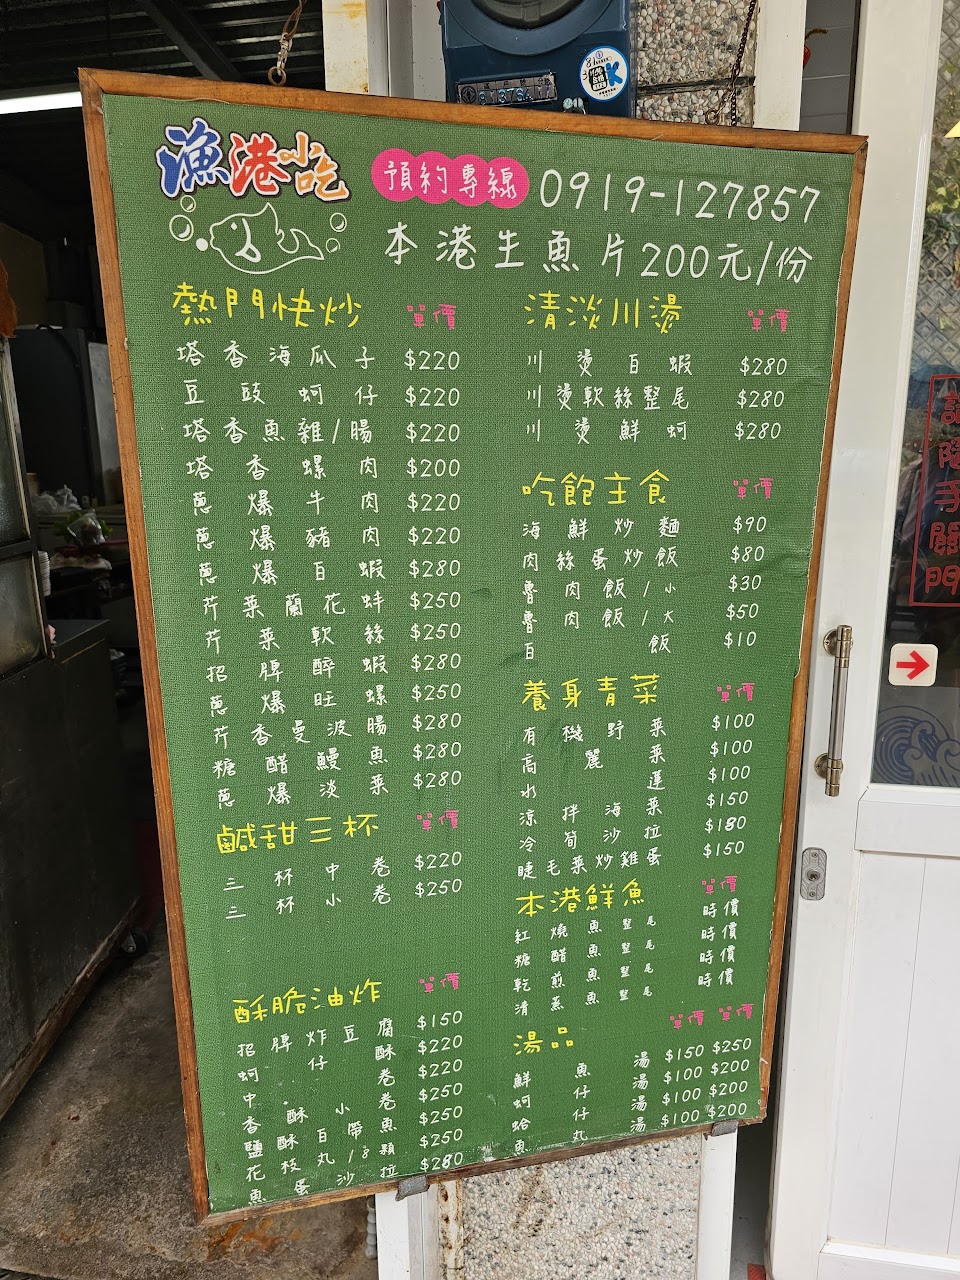 漁港小吃
預約專線 0919-127857
本港生魚片200元/份
熱門快炒 單價
塔香海瓜子 $220
豆豉蚵仔 $220
塔香魚雜/腸 $220
塔香螺肉 $200
蔥爆牛肉 $220
蔥爆豬肉 $220
蔥爆白蝦 $280
芹菜蘭花蚌 $250
芹菜軟絲 $250
招牌醉蝦 $280
蔥爆旺螺 $250
芹香曼波腸 $280
糖醋鰻魚 $280
蔥爆淡菜 $280
鹹甜三杯 單價
三杯中卷 $220
三杯小卷 $250
酥脆油炸 單價
招牌炸豆腐 $150
蚵仔酥 $220
中卷 $220
香酥小卷 $250
鹽酥白帶魚 $250
花枝丸/8顆 $250
魚蛋沙拉 $280
清淡川燙 單價
川燙白蝦 $280
川燙軟絲整尾 $280
川燙鮮蚵 $280
吃飽主食 單價
海鮮炒麵 $90
肉絲蛋炒飯 $80
魯肉飯/小 $30
魯肉飯/大 $50
白飯 $10
養身青菜 單價
有機野菜 $100
高麗菜 $100
水蓮 $100
涼拌海菜 $150
冷筍沙拉 $180
睫毛菜炒雞蛋 $150
本港鮮魚 單價
紅燒魚整尾 時價
糖醋魚整尾 時價
乾煎魚整尾 時價
清蒸魚整尾 時價
湯品 單價 單價
鮮魚湯 $150 $250
蚵仔湯 $100 $200
蛤仔湯 $100 $200
魚丸湯 $100 $200
隨手關門